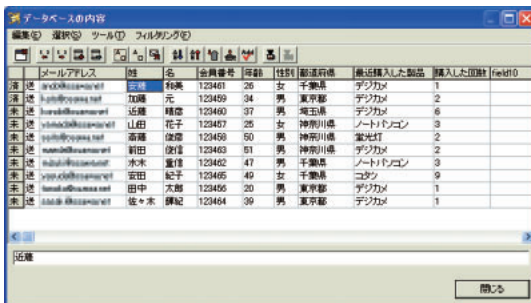 データベースの内容
編集(E) 選択(S) ツール(T) フィルタリング(F)
メールアドレス 姓 名 会員番号 年齢 性別 都道府県 最近購入した製品 購入した回数 field10
済 送 安藤 和美 123461 26 女 千葉県 デジカメ 1
済 送 加藤 元 123459 34 男 東京都 デジカメ 2
未 送 近藤 晴彦 123460 37 男 埼玉県 デジカメ 6
未 送 山田 花子 123457 25 女 神奈川県 ノートパソコン 3
未 送 斎藤 俊彦 123458 50 男 神奈川県 蛍光灯 2
未 送 前田 俊信 123463 51 男 神奈川県 デジカメ 2
未 送 水木 重信 123462 47 男 千葉県 ノートパソコン 3
未 送 安田 紀子 123465 49 女 千葉県 コタツ 9
未 送 田中 太郎 123456 20 男 東京都 デジカメ 1
未 送 佐々木 輝紀 123464 39 男 東京都 デジカメ 1
近藤
閉じる